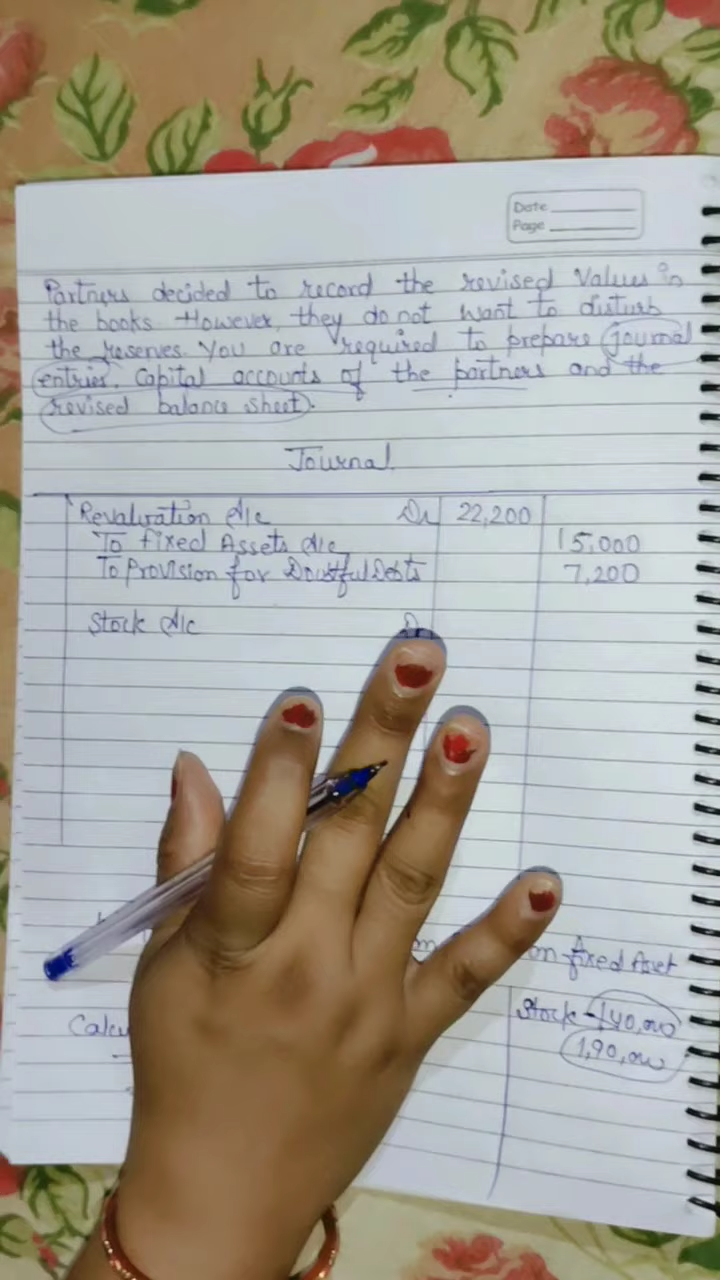 Date
Page
Partners decided to record the revised values in
the books. However, they do not want to disturb
the reserves. You are required to prepare journal
entries, Capital accounts of the partners and the
revised balance sheet.
Journal
Revaluation A/c Dr 22,200
To fixed Assets A/c 15,000
To Provision for Doubtful Debts 7,200
Stock A/c Dr
on fixed Asset
Stock - 140,000
1,90,000